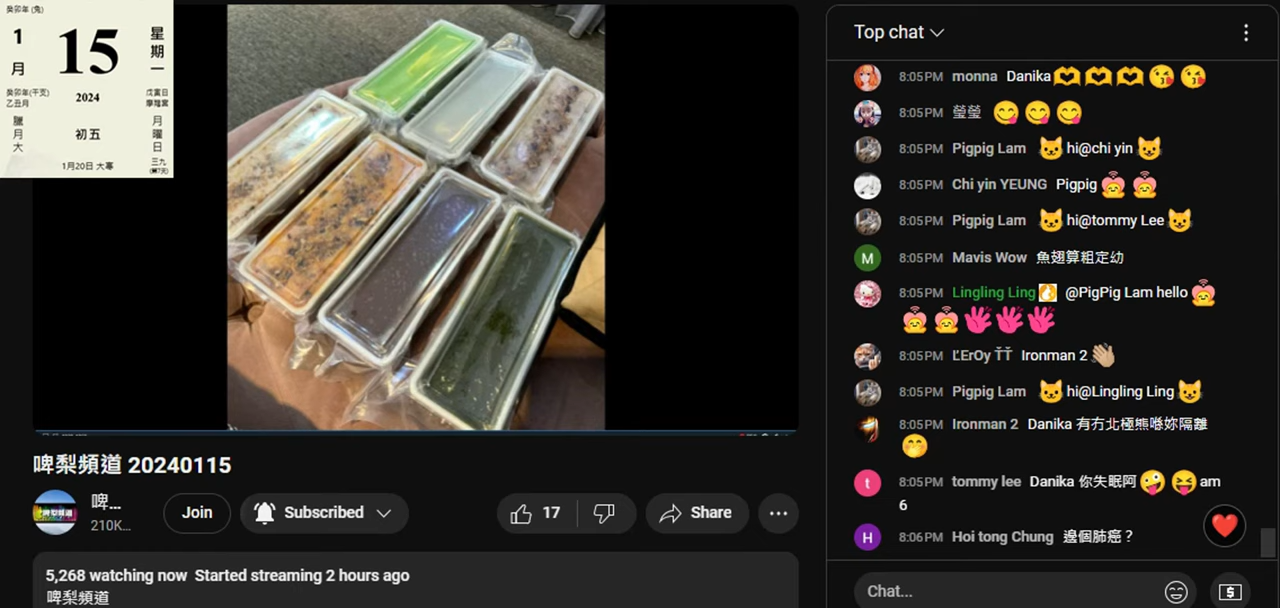 癸卯年 (兔)
1
月
15
星
期
一
癸卯年(干支)
乙丑月
2024
戊寅日
臘
月
大
初五
月
曜
日
1月20日 大寒
三九
Top chat
8:05PM monna Danika
8:05PM 瑩瑩
8:05PM Pigpig Lam hi@chi yin
8:05PM Chi yin YEUNG Pigpig
8:05PM Pigpig Lam hi@tommy Lee
M 8:05PM Mavis Wow 魚翅算粗定幼
8:05PM Lingling Ling @PigPig Lam hello
8:05PM ĽErOy ŤŤ Ironman 2
8:05PM Pigpig Lam hi@Lingling Ling
8:05PM Ironman 2 Danika 有冇北極熊喺妳隔離
t 8:05PM tommy lee Danika 你失眠阿 am
6
H 8:06PM Hoi tong Chung 邊個肺癌？
Chat...
$
啤梨頻道 20240115
啤梨頻道
啤...
210K...
Join
Subscribed
17
Share
5,268 watching now Started streaming 2 hours ago
啤梨頻道